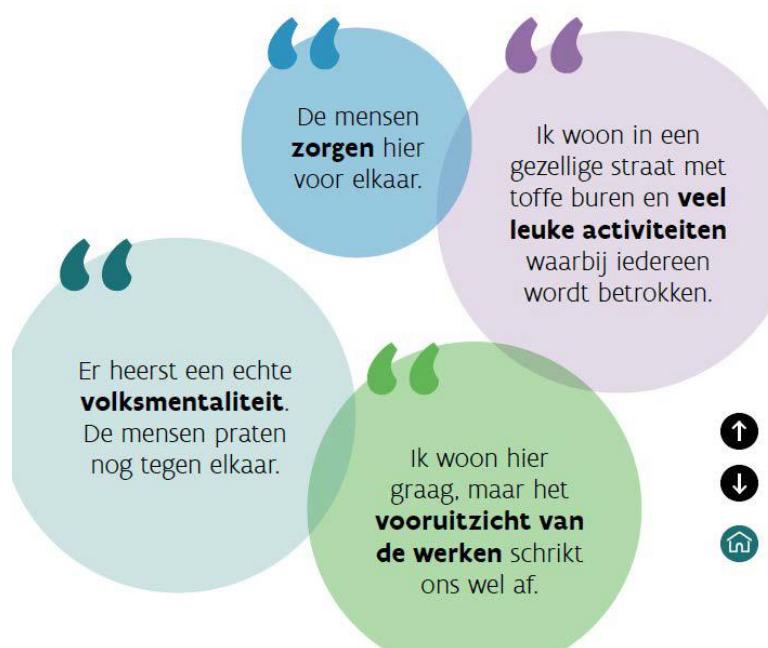 De mensen
zorgen hier
voor elkaar.
Ik woon in een
gezellige straat met
toffe buren en veel
leuke activiteiten
waarbij iedereen
wordt betrokken.
Er heerst een echte
volksmentaliteit.
De mensen praten
nog tegen elkaar.
Ik woon hier
graag, maar het
vooruitzicht van
de werken schrikt
ons wel af.